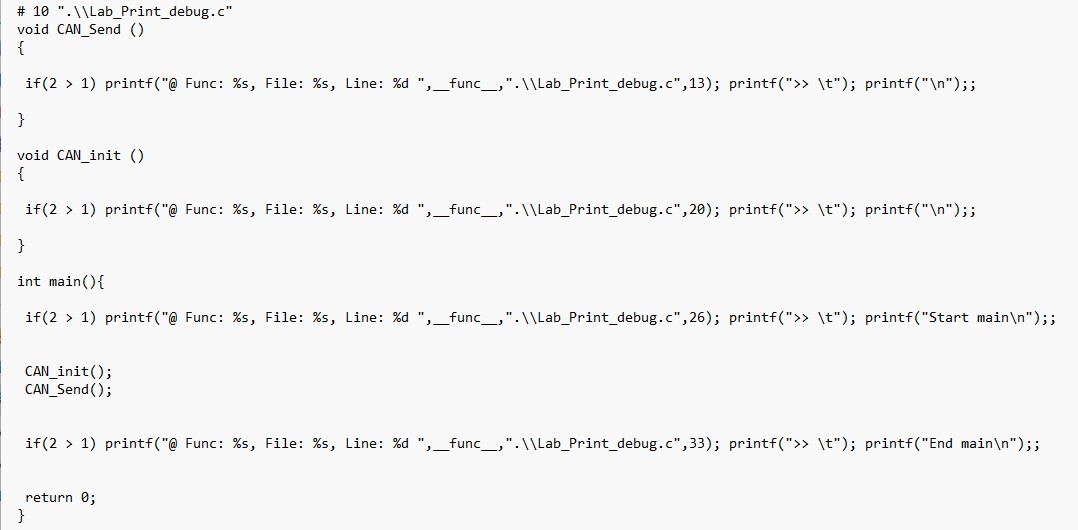 # 10 ".\\Lab_Print_debug.c"
void CAN_Send ()
{
if(2 > 1) printf("@ Func: %s, File: %s, Line: %d ",__func__,".\\Lab_Print_debug.c",13); printf(">> \t"); printf("\n");;
}
void CAN_init ()
{
if(2 > 1) printf("@ Func: %s, File: %s, Line: %d ",__func__,".\\Lab_Print_debug.c",20); printf(">> \t"); printf("\n");;
}
int main(){
if(2 > 1) printf("@ Func: %s, File: %s, Line: %d ",__func__,".\\Lab_Print_debug.c",26); printf(">> \t"); printf("Start main\n");;
CAN_init();
CAN_Send();
if(2 > 1) printf("@ Func: %s, File: %s, Line: %d ",__func__,".\\Lab_Print_debug.c",33); printf(">> \t"); printf("End main\n");;
return 0;
}